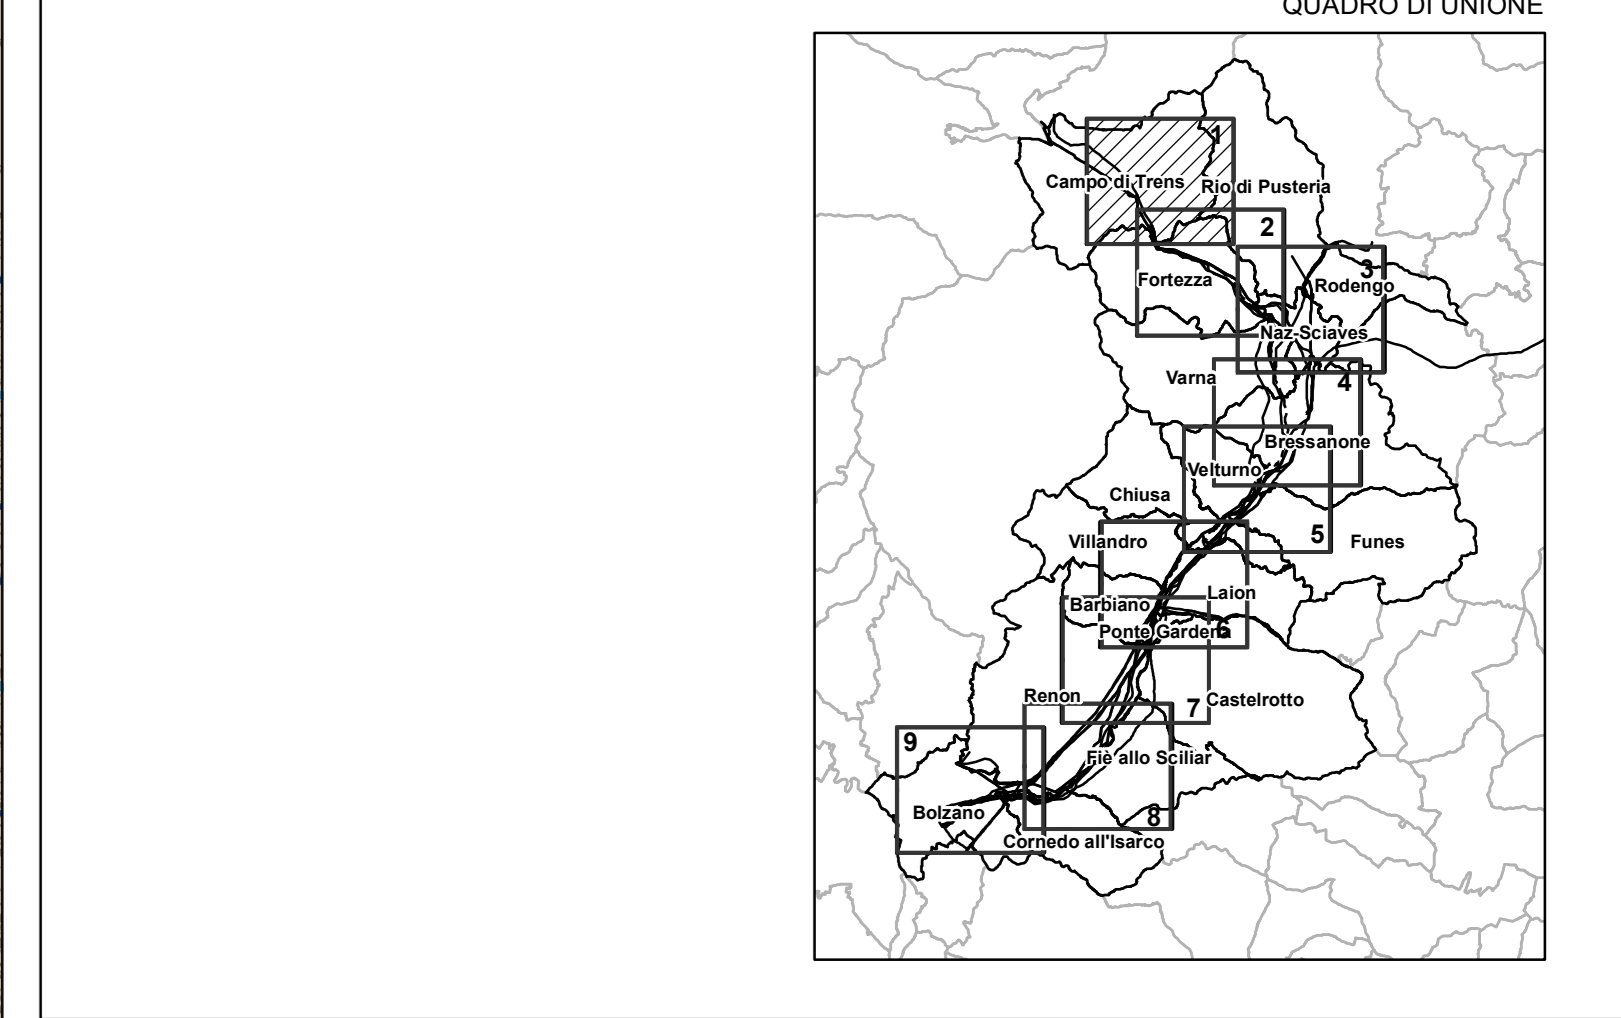 QUADRO DI UNIONE
1
Campo di Trens
Rio di Pusteria
2
3
Fortezza
Rodengo
Naz-Sciaves
Varna
4
Bressanone
Velturno
Chiusa
5
Villandro
Funes
Laion
Barbiano
Ponte Gardena
6
Renon
7
Castelrotto
9
Fiè allo Sciliar
Bolzano
8
Cornedo all'Isarco